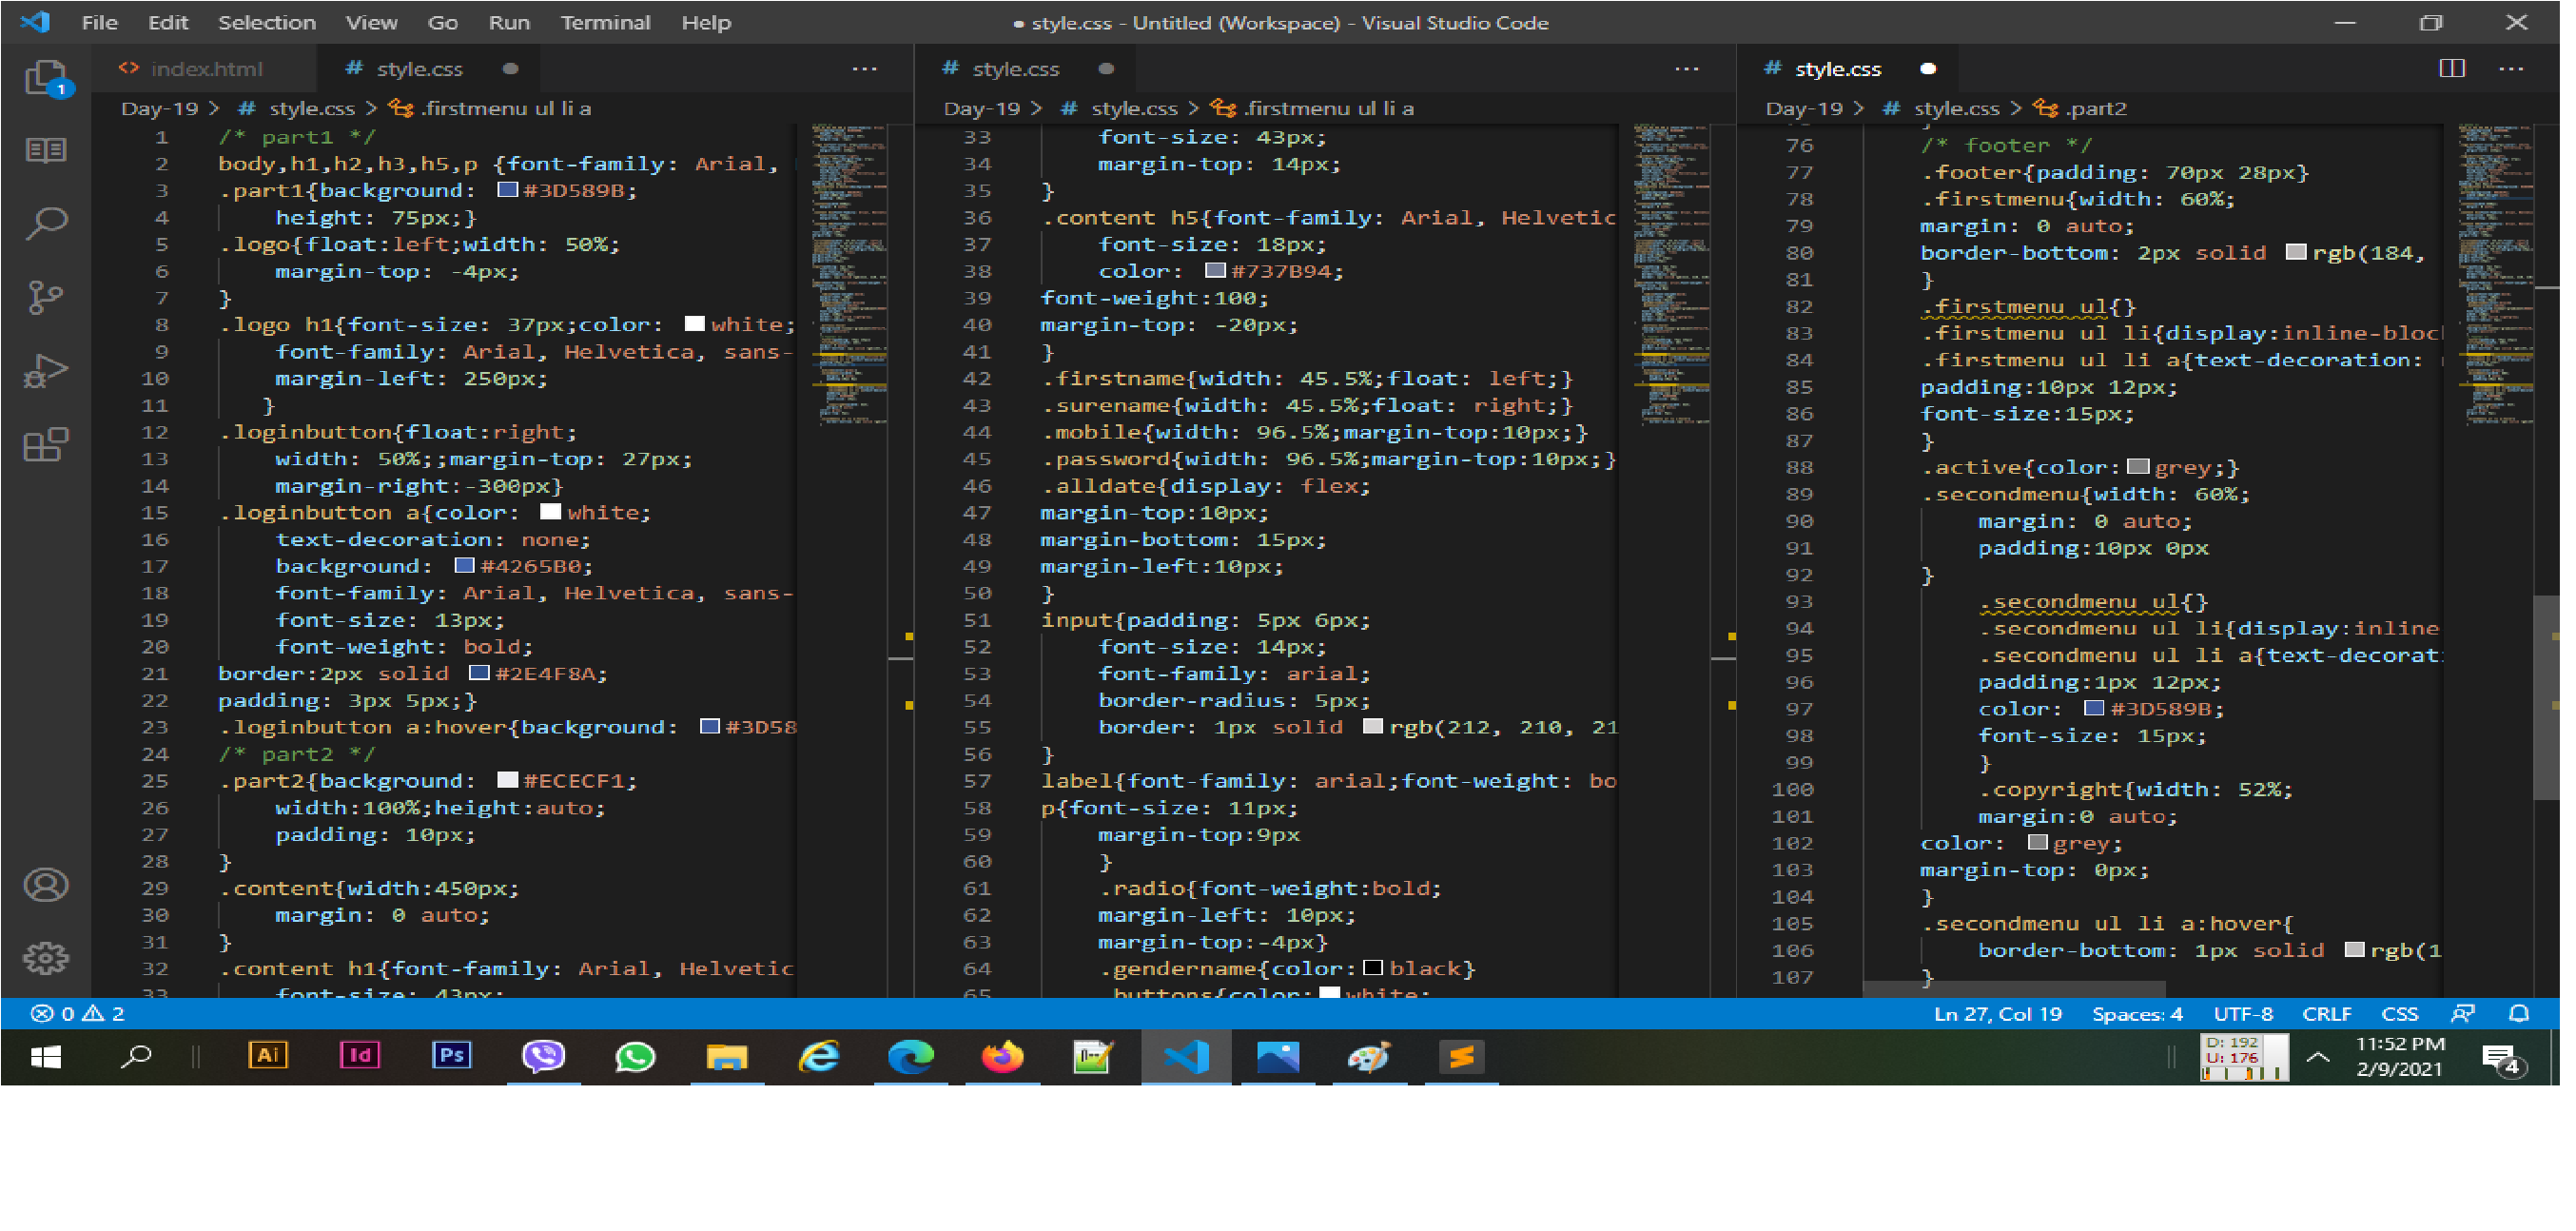 File Edit Selection View Go Run Terminal Help
● style.css - Untitled (Workspace) - Visual Studio Code
1
index.html
# style.css
Day-19 > # style.css > .firstmenu ul li a
1 /* part1 */
2 body,h1,h2,h3,h5,p {font-family: Arial,
3 .part1{background: #3D589B;
4 height: 75px;}
5 .logo{float:left;width: 50%;
6 margin-top: -4px;
7 }
8 .logo h1{font-size: 37px;color: white;
9 font-family: Arial, Helvetica, sans-
10 margin-left: 250px;
11 }
12 .loginbutton{float:right;
13 width: 50%;;margin-top: 27px;
14 margin-right:-300px}
15 .loginbutton a{color: white;
16 text-decoration: none;
17 background: #4265B0;
18 font-family: Arial, Helvetica, sans-
19 font-size: 13px;
20 font-weight: bold;
21 border:2px solid #2E4F8A;
22 padding: 3px 5px;}
23 .loginbutton a:hover{background: #3D58
24 /* part2 */
25 .part2{background: #ECECF1;
26 width:100%;height:auto;
27 padding: 10px;
28 }
29 .content{width:450px;
30 margin: 0 auto;
31 }
32 .content h1{font-family: Arial, Helvetic
33 font-size: 43px;
# style.css
Day-19 > # style.css > .firstmenu ul li a
33 font-size: 43px;
34 margin-top: 14px;
35 }
36 .content h5{font-family: Arial, Helvetic
37 font-size: 18px;
38 color: #737B94;
39 font-weight:100;
40 margin-top: -20px;
41 }
42 .firstname{width: 45.5%;float: left;}
43 .surename{width: 45.5%;float: right;}
44 .mobile{width: 96.5%;margin-top:10px;}
45 .password{width: 96.5%;margin-top:10px;}
46 .alldate{display: flex;
47 margin-top:10px;
48 margin-bottom: 15px;
49 margin-left:10px;
50 }
51 input{padding: 5px 6px;
52 font-size: 14px;
53 font-family: arial;
54 border-radius: 5px;
55 border: 1px solid rgb(212, 210, 21
56 }
57 label{font-family: arial;font-weight: bo
58 p{font-size: 11px;
59 margin-top:9px
60 }
61 .radio{font-weight:bold;
62 margin-left: 10px;
63 margin-top:-4px}
64 .gendername{color: black}
65 .buttons{color: white;
# style.css
Day-19 > # style.css > .part2
76 /* footer */
77 .footer{padding: 70px 28px}
78 .firstmenu{width: 60%;
79 margin: 0 auto;
80 border-bottom: 2px solid rgb(184,
81 }
82 .firstmenu ul{}
83 .firstmenu ul li{display:inline-bloc
84 .firstmenu ul li a{text-decoration:
85 padding:10px 12px;
86 font-size:15px;
87 }
88 .active{color: grey;}
89 .secondmenu{width: 60%;
90 margin: 0 auto;
91 padding:10px 0px
92 }
93 .secondmenu ul{}
94 .secondmenu ul li{display:inline
95 .secondmenu ul li a{text-decorat
96 padding:1px 12px;
97 color: #3D589B;
98 font-size: 15px;
99 }
100 .copyright{width: 52%;
101 margin:0 auto;
102 color: grey;
103 margin-top: 0px;
104 }
105 .secondmenu ul li a:hover{
106 border-bottom: 1px solid rgb(1
107 }
0 2
Ln 27, Col 19 Spaces: 4 UTF-8 CRLF CSS
Ai Id Ps
D: 192
U: 176
11:52 PM
2/9/2021
4